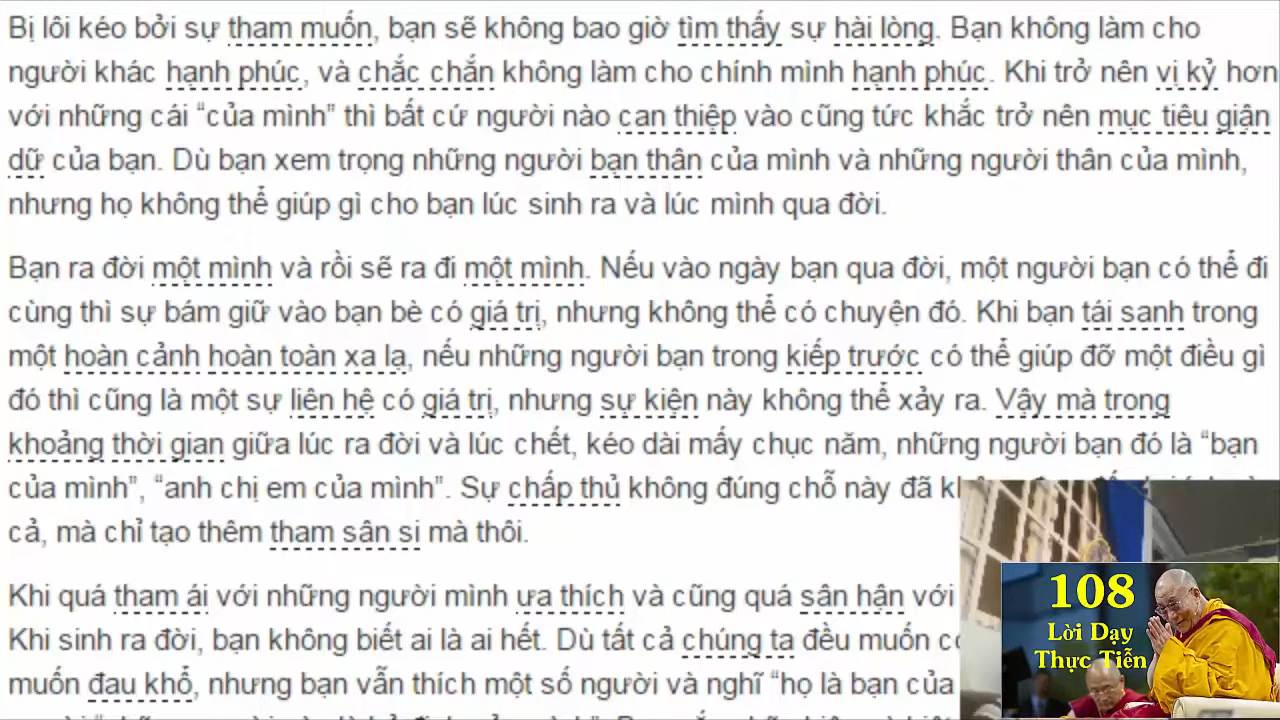 Bị lôi kéo bởi sự tham muốn, bạn sẽ không bao giờ tìm thấy sự hài lòng. Bạn không làm cho
người khác hạnh phúc, và chắc chắn không làm cho chính mình hạnh phúc. Khi trở nên vị kỷ hơn
với những cái “của mình” thì bất cứ người nào can thiệp vào cũng tức khắc trở nên mục tiêu giận
dữ của bạn. Dù bạn xem trọng những người bạn thân của mình và những người thân của mình,
nhưng họ không thể giúp gì cho bạn lúc sinh ra và lúc mình qua đời.
Bạn ra đời một mình và rồi sẽ ra đi một mình. Nếu vào ngày bạn qua đời, một người bạn có thể đi
cùng thì sự bám giữ vào bạn bè có giá trị, nhưng không thể có chuyện đó. Khi bạn tái sanh trong
một hoàn cảnh hoàn toàn xa lạ, nếu những người bạn trong kiếp trước có thể giúp đỡ một điều gì
đó thì cũng là một sự liên hệ có giá trị, nhưng sự kiện này không thể xảy ra. Vậy mà trong
khoảng thời gian giữa lúc ra đời và lúc chết, kéo dài mấy chục năm, những người bạn đó là “bạn
của mình”, “anh chị em của mình”. Sự chấp thủ không đúng chỗ này đã
cả, mà chỉ tạo thêm tham sân si mà thôi.
Khi quá tham ái với những người mình ưa thích và cũng quá sân hận với
Khi sinh ra đời, bạn không biết ai là ai hết. Dù tất cả chúng ta đều muốn
muốn đau khổ, nhưng bạn vẫn thích một số người và nghĩ “họ là bạn của
108
Lời Dạy
Thực Tiễn